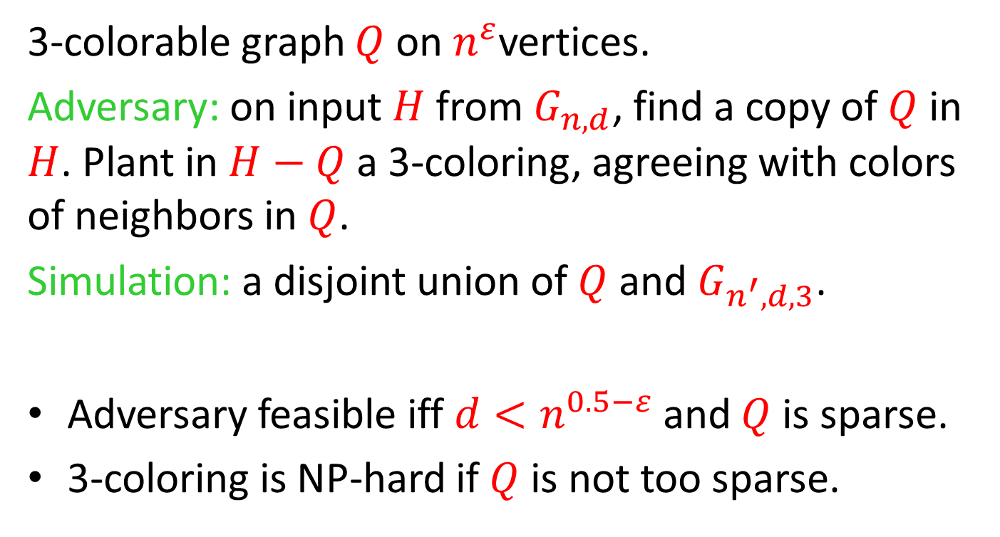 3-colorable graph Q on n^ε vertices.
Adversary: on input H from G_{n,d}, find a copy of Q in
H. Plant in H − Q a 3-coloring, agreeing with colors
of neighbors in Q.
Simulation: a disjoint union of Q and G_{n′,d,3}.
• Adversary feasible iff d < n^{0.5−ε} and Q is sparse.
• 3-coloring is NP-hard if Q is not too sparse.